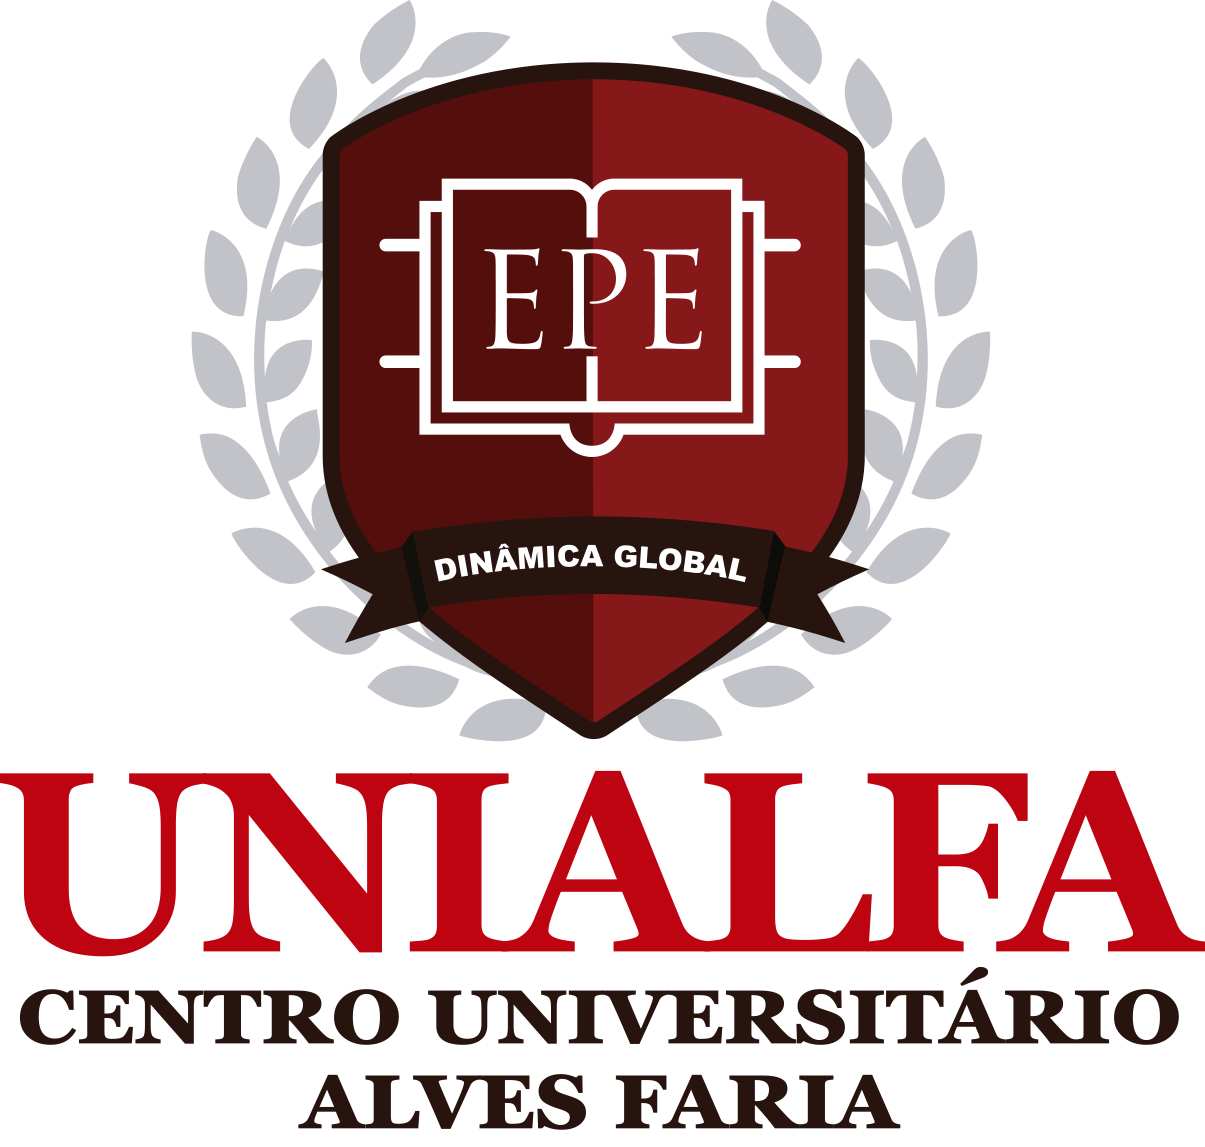 EPE
DINÂMICA GLOBAL
UNIALFA
CENTRO UNIVERSITÁRIO
ALVES FARIA